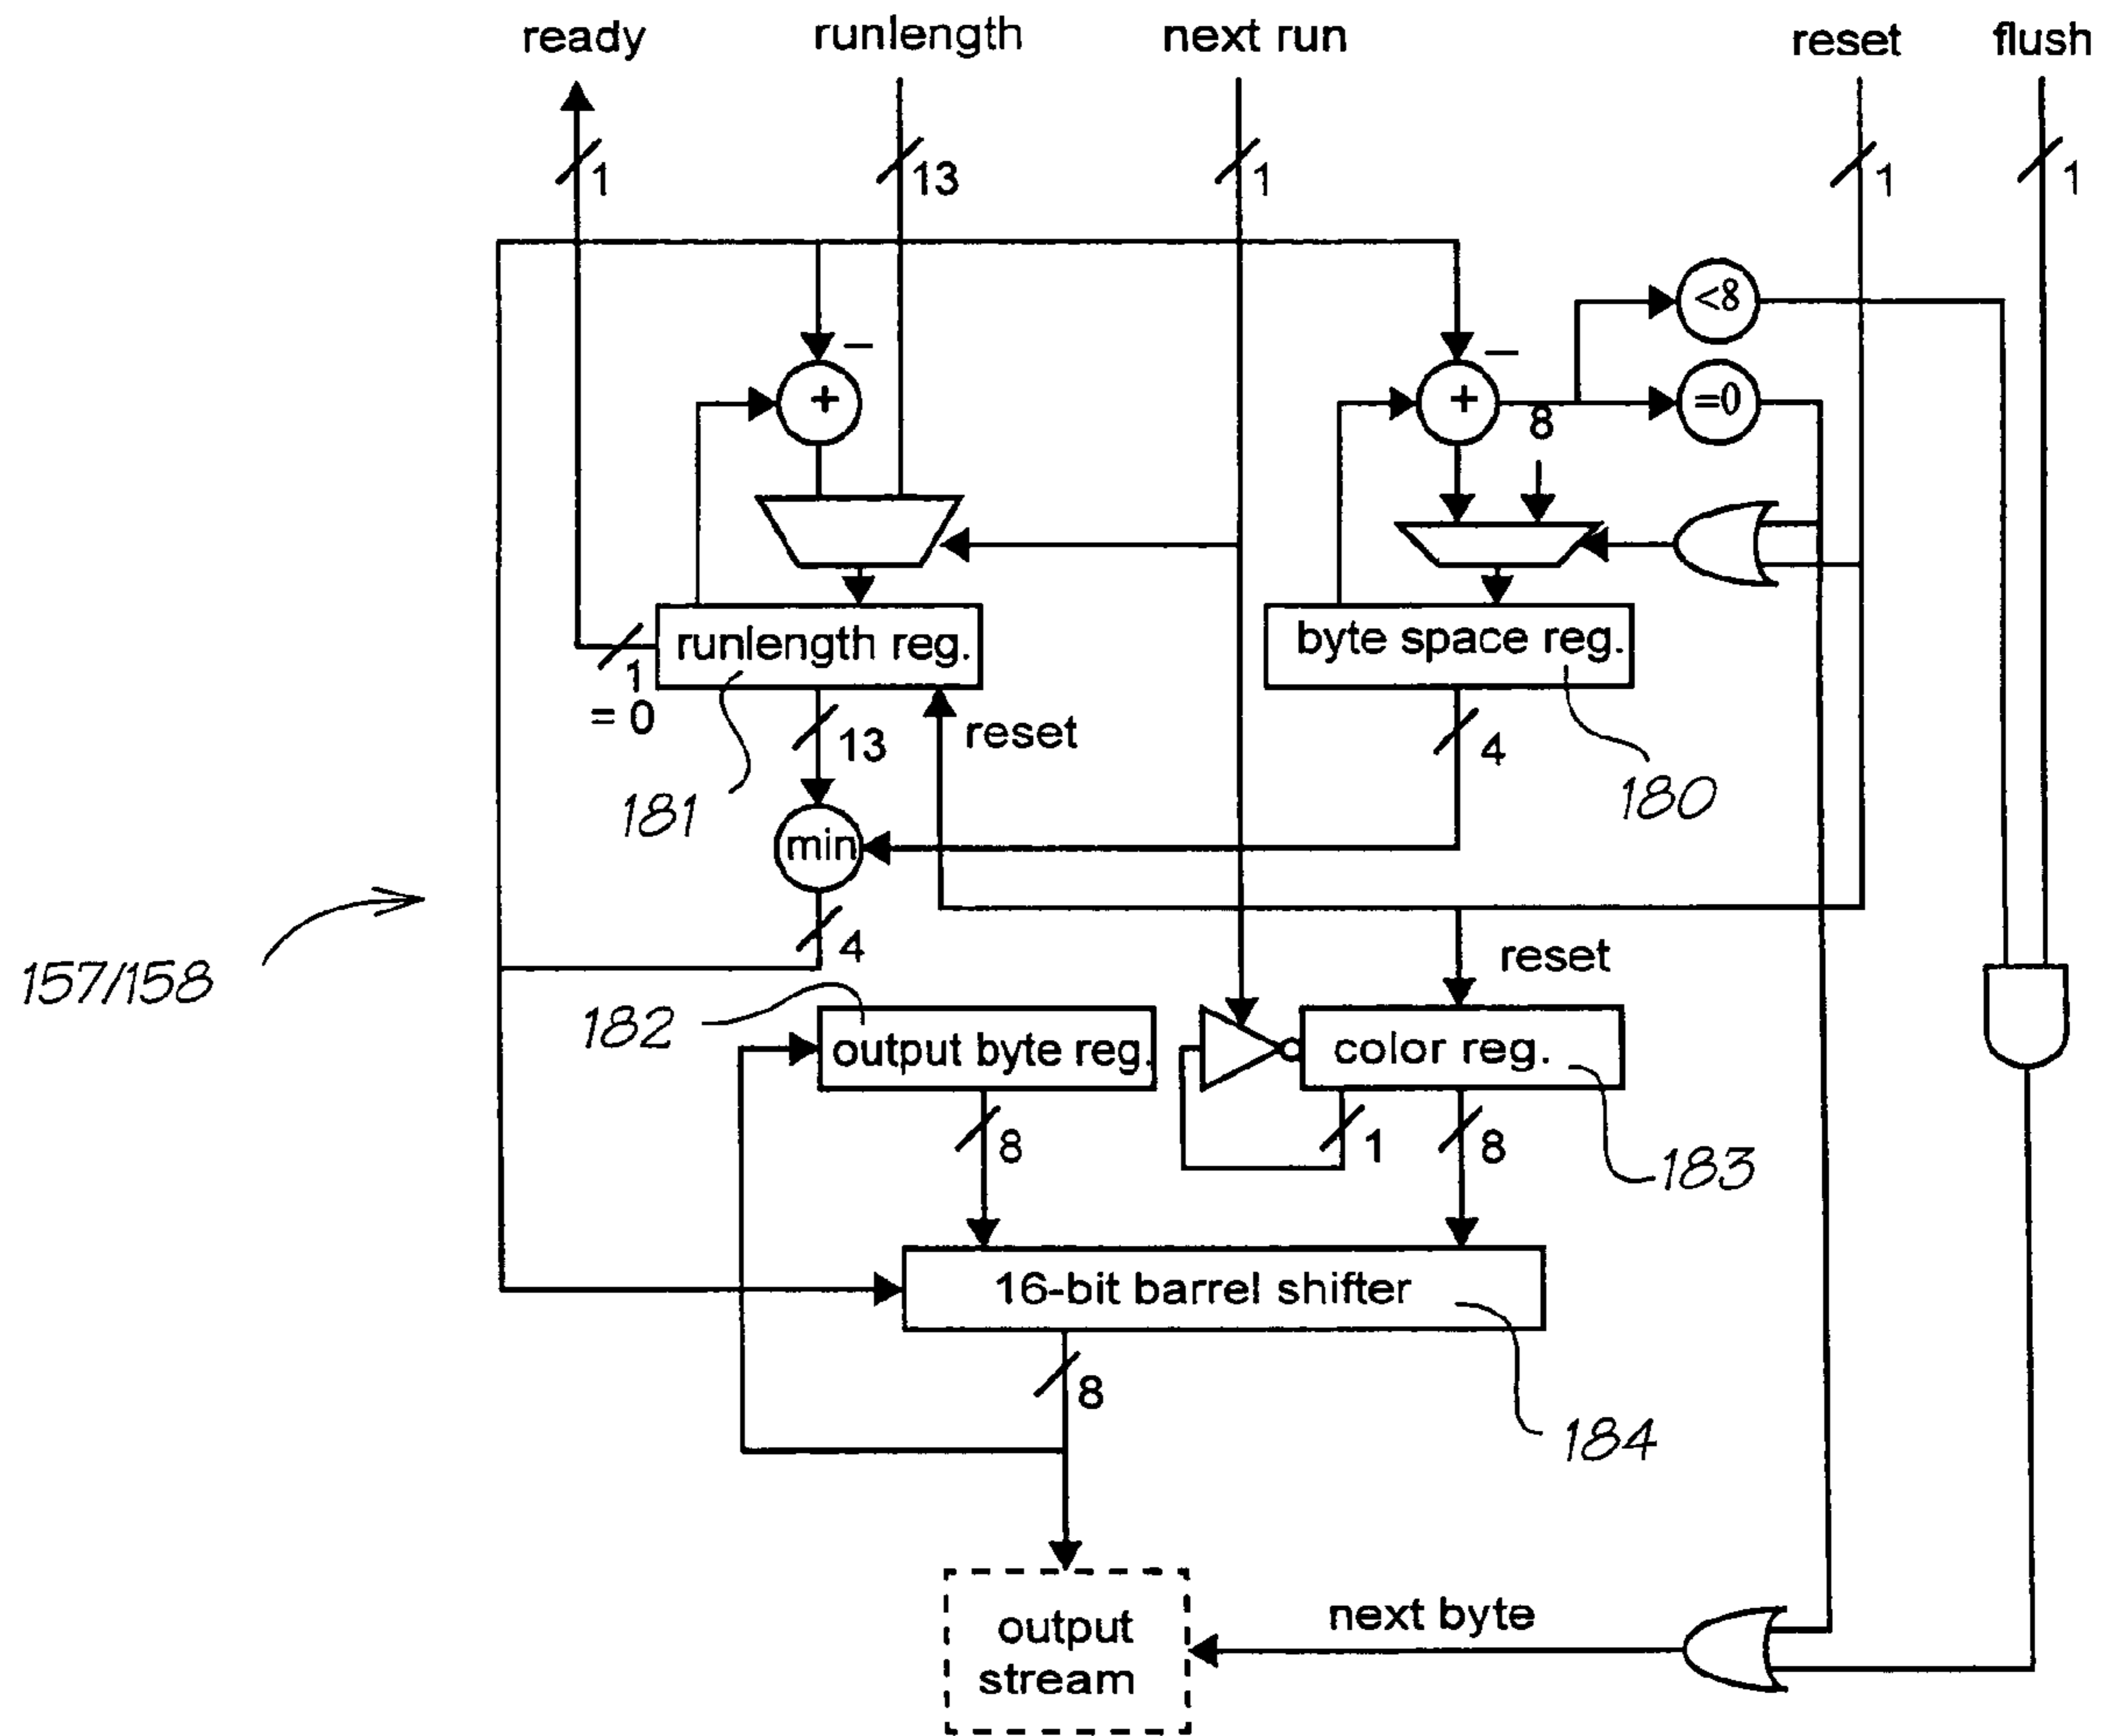 ready runlength next run reset flush
1 13 1 1 1
<8
− −
+ + =0
8
runlength reg. byte space reg.
1
= 0
13 reset 4
181 180
min
4 reset
157/158
182
output byte reg. color reg.
8 1 8
183
16-bit barrel shifter
8
184
next byte
output
stream